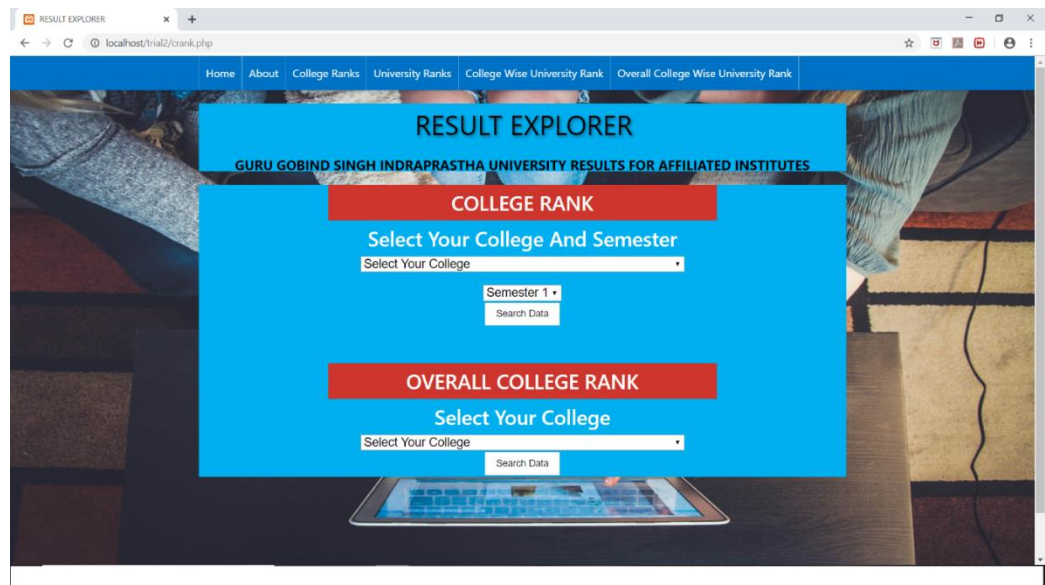 RESULT EXPLORER
localhost/trial2/crank.php
Home About College Ranks University Ranks College Wise University Rank Overall College Wise University Rank
RESULT EXPLORER
GURU GOBIND SINGH INDRAPRASTHA UNIVERSITY RESULTS FOR AFFILIATED INSTITUTES
COLLEGE RANK
Select Your College And Semester
Select Your College
Semester 1
Search Data
OVERALL COLLEGE RANK
Select Your College
Select Your College
Search Data